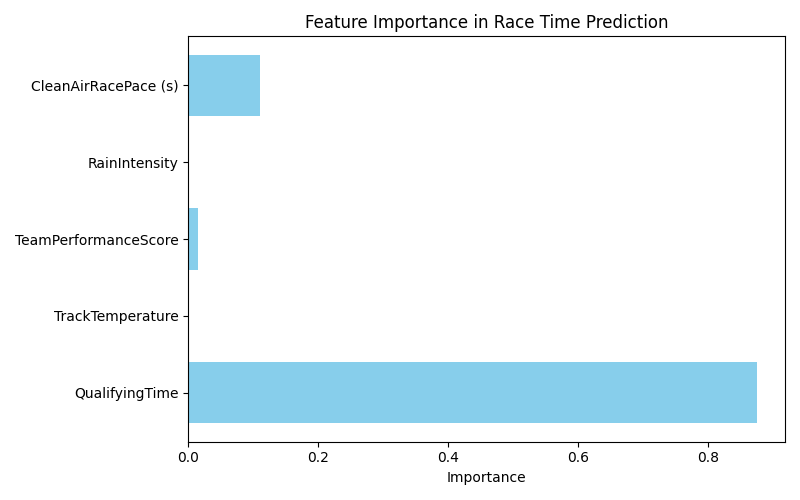 Feature Importance in Race Time Prediction
CleanAirRacePace (s)
RainIntensity
TeamPerformanceScore
TrackTemperature
QualifyingTime
0.0 0.2 0.4 0.6 0.8
Importance